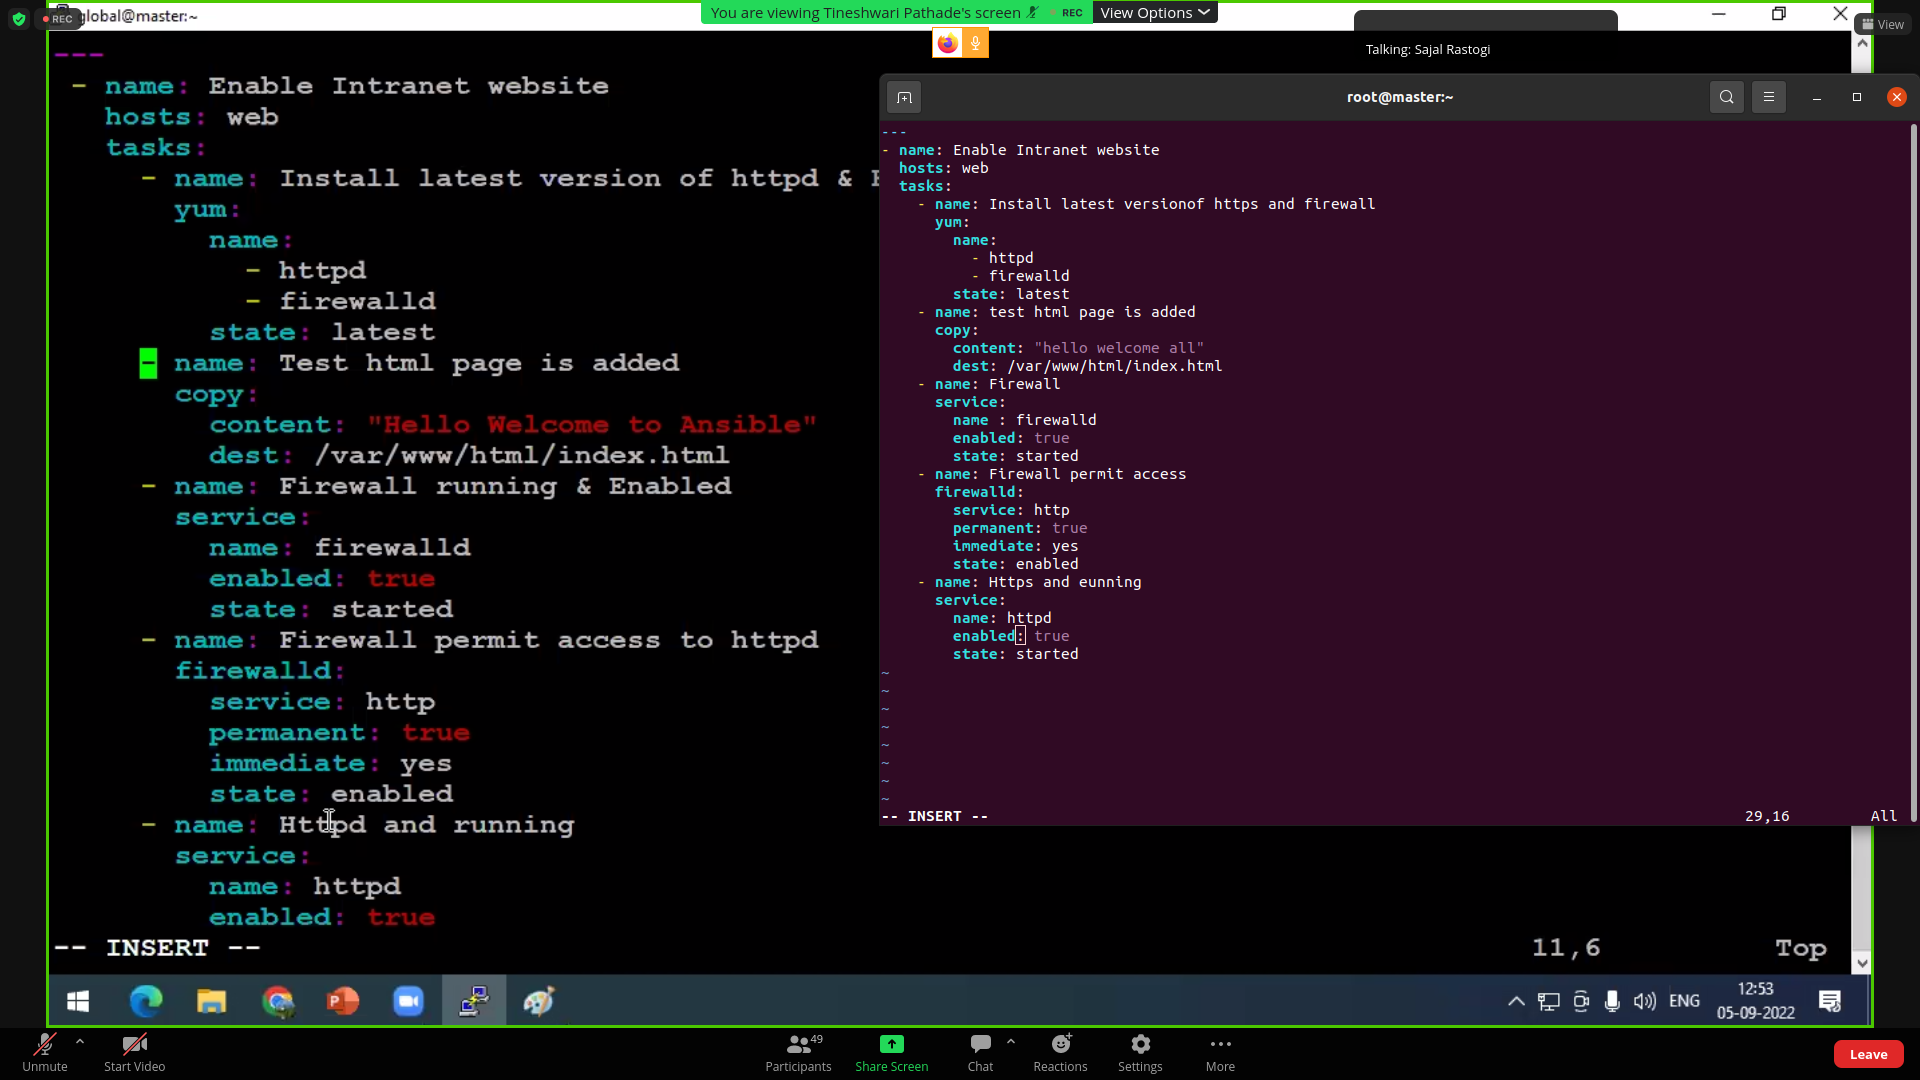 REC
global@master:~
You are viewing Tineshwari Pathade's screen
REC
View Options
View
Talking: Sajal Rastogi
---
- name: Enable Intranet website
hosts: web
tasks:
- name: Install latest version of httpd &
yum:
name:
- httpd
- firewalld
state: latest
- name: Test html page is added
copy:
content: "Hello Welcome to Ansible"
dest: /var/www/html/index.html
- name: Firewall running & Enabled
service:
name: firewalld
enabled: true
state: started
- name: Firewall permit access to httpd
firewalld:
service: http
permanent: true
immediate: yes
state: enabled
- name: Httpd and running
service:
name: httpd
enabled: true
-- INSERT --
11,6
Top
root@master:~
---
- name: Enable Intranet website
hosts: web
tasks:
- name: Install latest versionof https and firewall
yum:
name:
- httpd
- firewalld
state: latest
- name: test html page is added
copy:
content: "hello welcome all"
dest: /var/www/html/index.html
- name: Firewall
service:
name : firewalld
enabled: true
state: started
- name: Firewall permit access
firewalld:
service: http
permanent: true
immediate: yes
state: enabled
- name: Https and eunning
service:
name: httpd
enabled: true
state: started
~
~
~
~
~
~
~
~
-- INSERT --
29,16
All
ENG
12:53
05-09-2022
Unmute
Start Video
Participants
49
Share Screen
Chat
Reactions
Settings
More
Leave